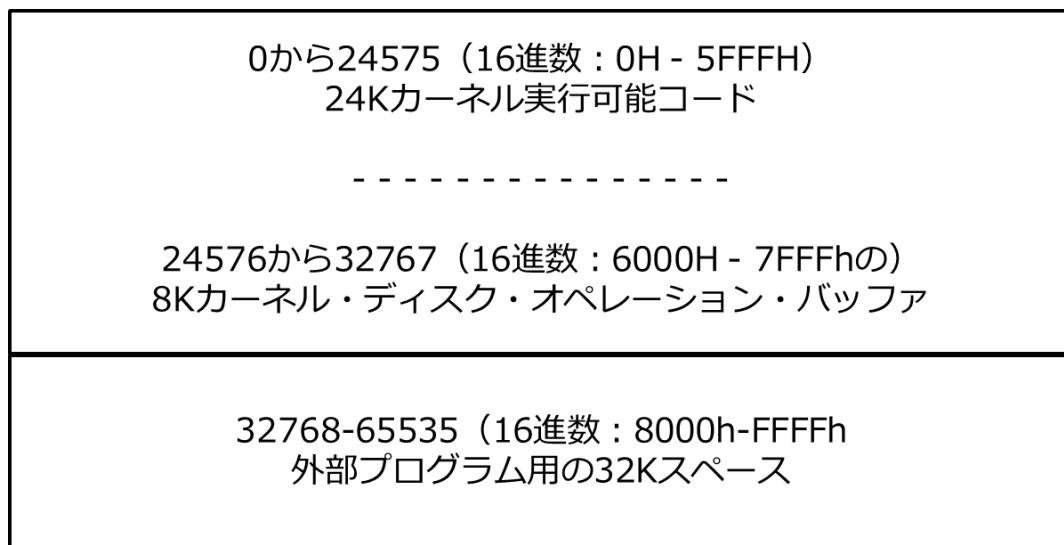 0から24575（16進数：0H - 5FFFH）
24Kカーネル実行可能コード
- - - - - - - - - - - - - - -
24576から32767（16進数：6000H - 7FFFhの）
8Kカーネル・ディスク・オペレーション・バッファ
32768-65535（16進数：8000h-FFFFh
外部プログラム用の32Kスペース